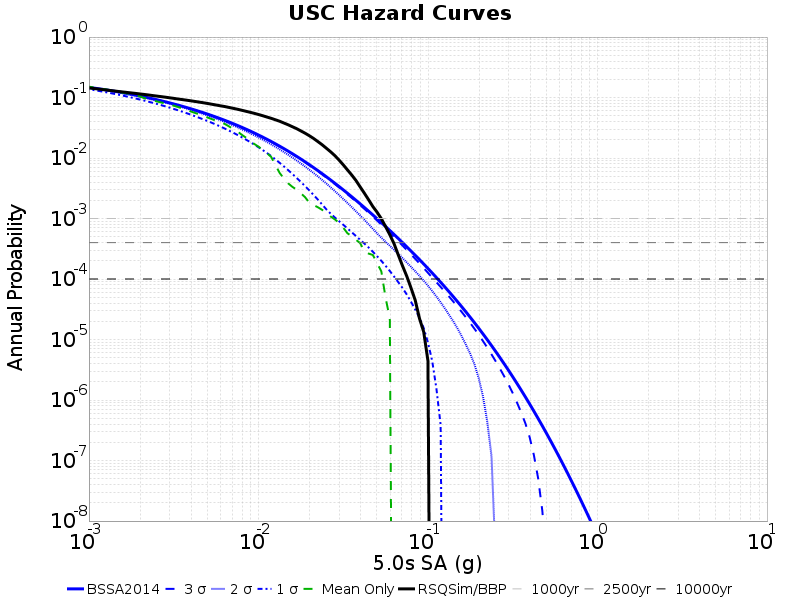 USC Hazard Curves
Annual Probability
10^0
10^-1
10^-2
10^-3
10^-4
10^-5
10^-6
10^-7
10^-8
10^-3 10^-2 10^-1 10^0 10^1
5.0s SA (g)
BSSA2014 3 σ 2 σ 1 σ Mean Only RSQSim/BBP 1000yr 2500yr 10000yr